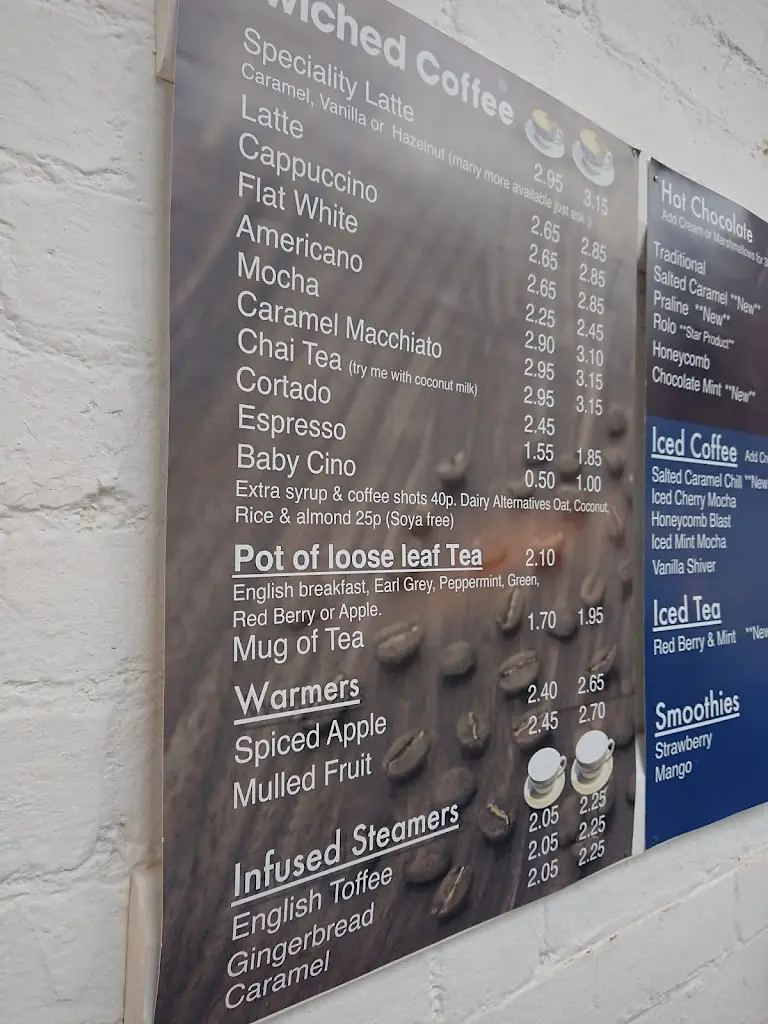 wiched Coffee
Speciality Latte 2.95 3.15
Caramel, Vanilla or Hazelnut (many more available just ask )
Latte 2.65 2.85
Cappuccino 2.65 2.85
Flat White 2.65 2.85
Americano 2.25 2.45
Mocha 2.90 3.10
Caramel Macchiato 2.95 3.15
Chai Tea (try me with coconut milk) 2.95 3.15
Cortado 2.45
Espresso 1.55 1.85
Baby Cino 0.50 1.00
Extra syrup & coffee shots 40p. Dairy Alternatives Oat, Coconut,
Rice & almond 25p (Soya free)
Pot of loose leaf Tea 2.10
English breakfast, Earl Grey, Peppermint, Green,
Red Berry or Apple.
Mug of Tea 1.70 1.95
Warmers
Spiced Apple 2.40 2.65
Mulled Fruit 2.45 2.70
Infused Steamers
English Toffee 2.05 2.25
Gingerbread 2.05 2.25
Caramel 2.05 2.25
Hot Chocolate
Add Cream or Marshmallows for
Traditional
Salted Caramel **New**
Praline **New**
Rolo **Star Product**
Honeycomb
Chocolate Mint **New**
Iced Coffee Add
Salted Caramel Chill **New
Iced Cherry Mocha
Honeycomb Blast
Iced Mint Mocha
Vanilla Shiver
Iced Tea
Red Berry & Mint **New
Smoothies
Strawberry
Mango